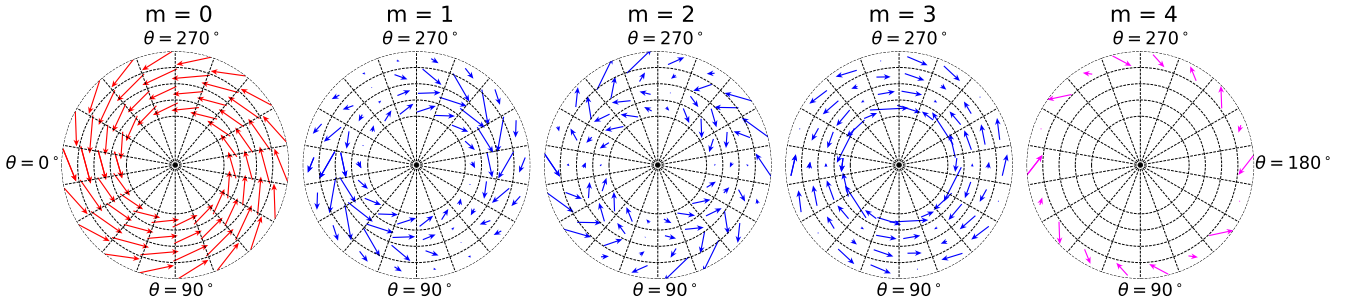 m = 0 m = 1 m = 2 m = 3 m = 4
θ = 270° θ = 270° θ = 270° θ = 270° θ = 270°
θ = 0° θ = 180°
θ = 90° θ = 90° θ = 90° θ = 90° θ = 90°